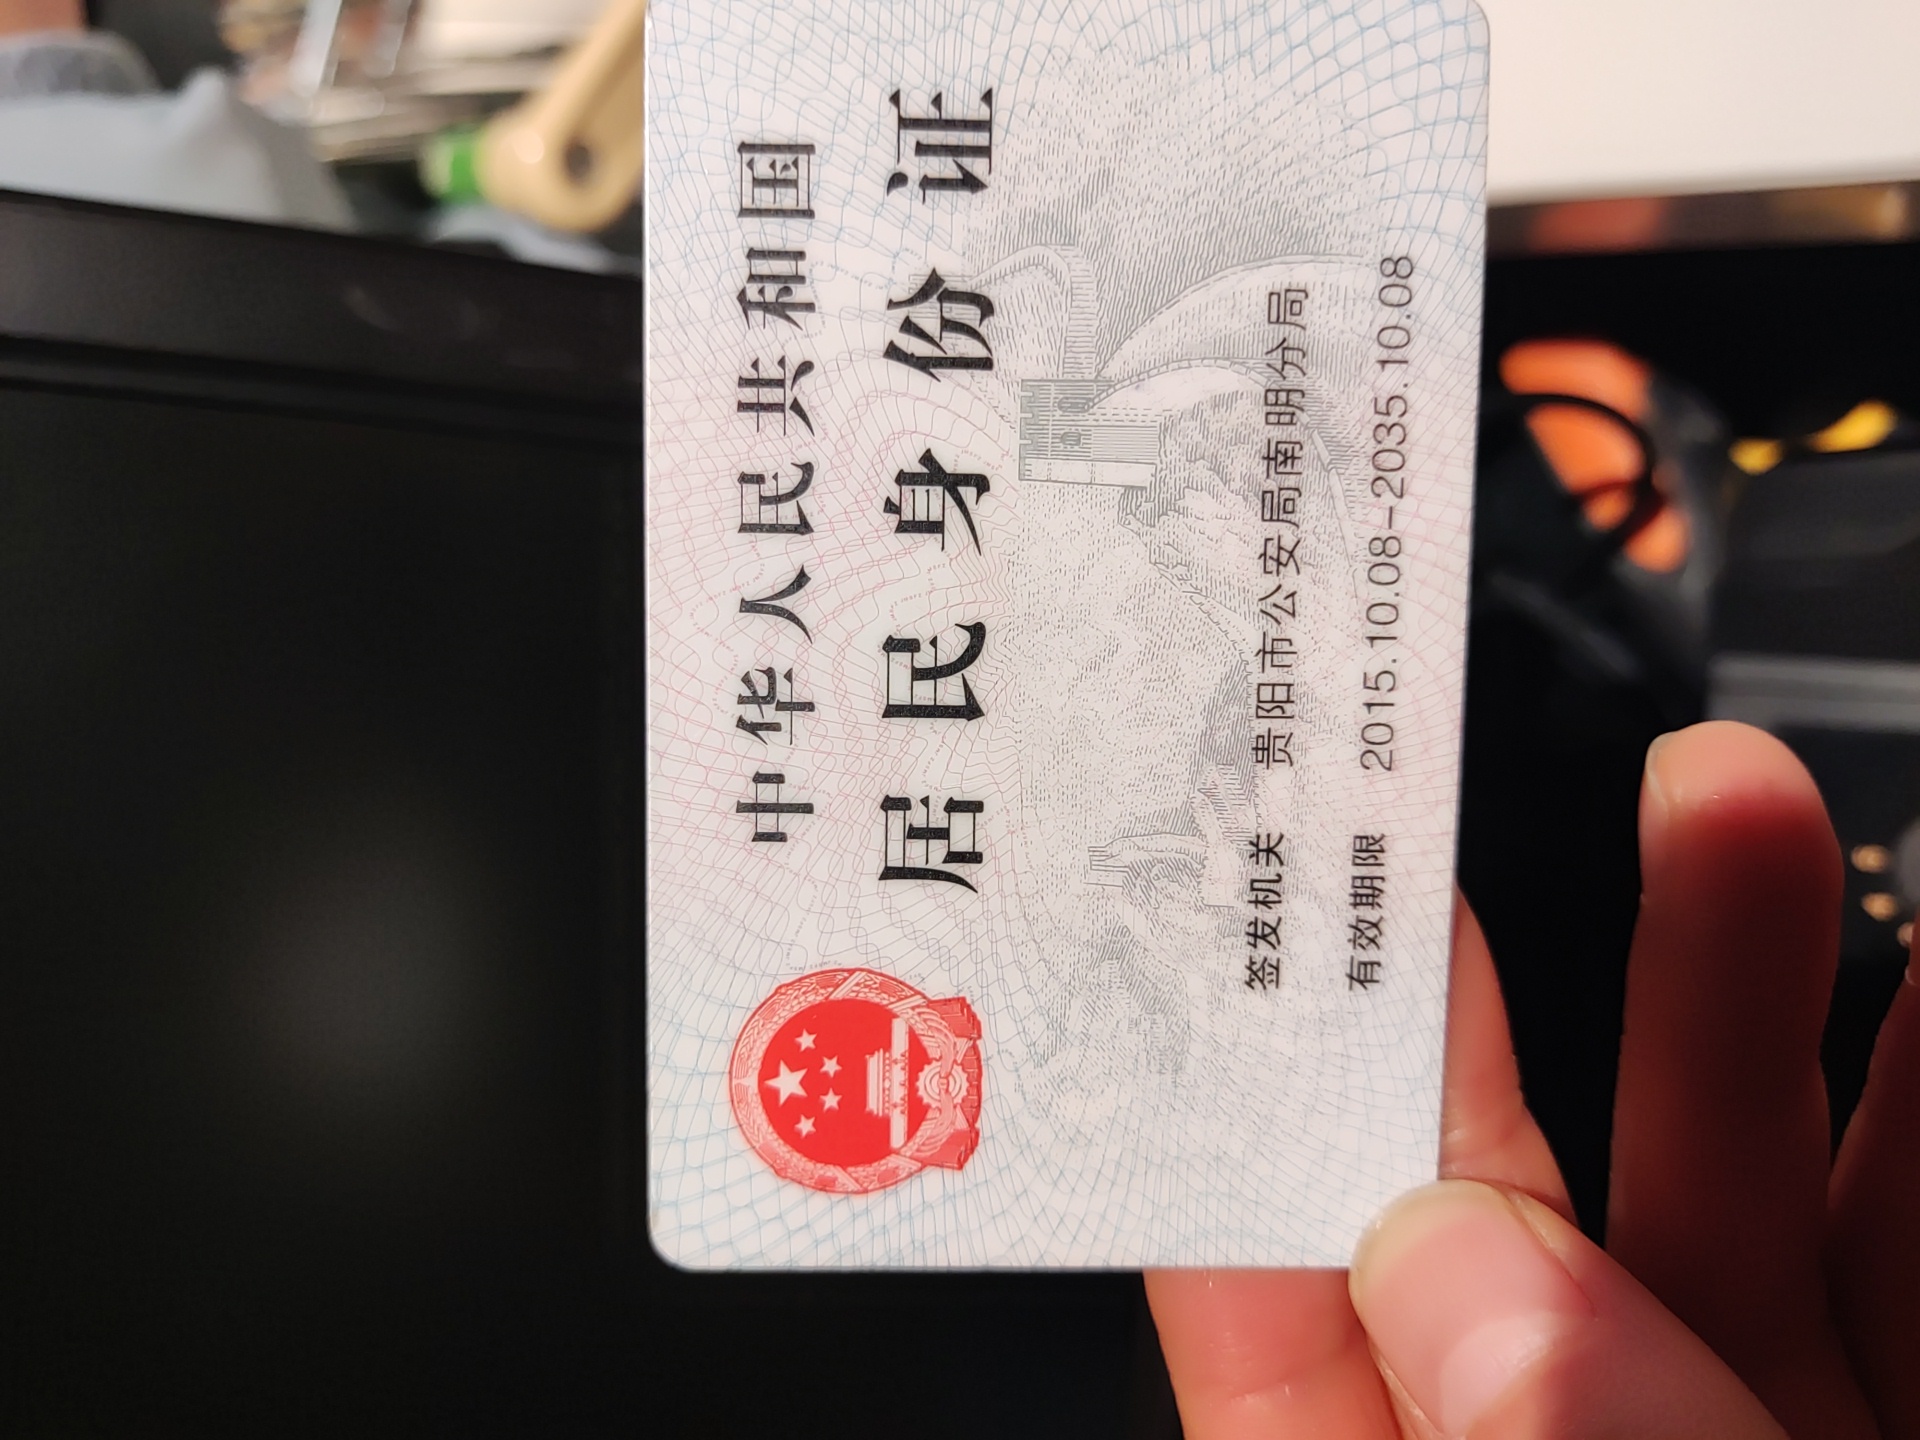 中华人民共和国
居民身份证
签发机关 贵阳市公安局南明分局
有效期限 2015.10.08-2035.10.08